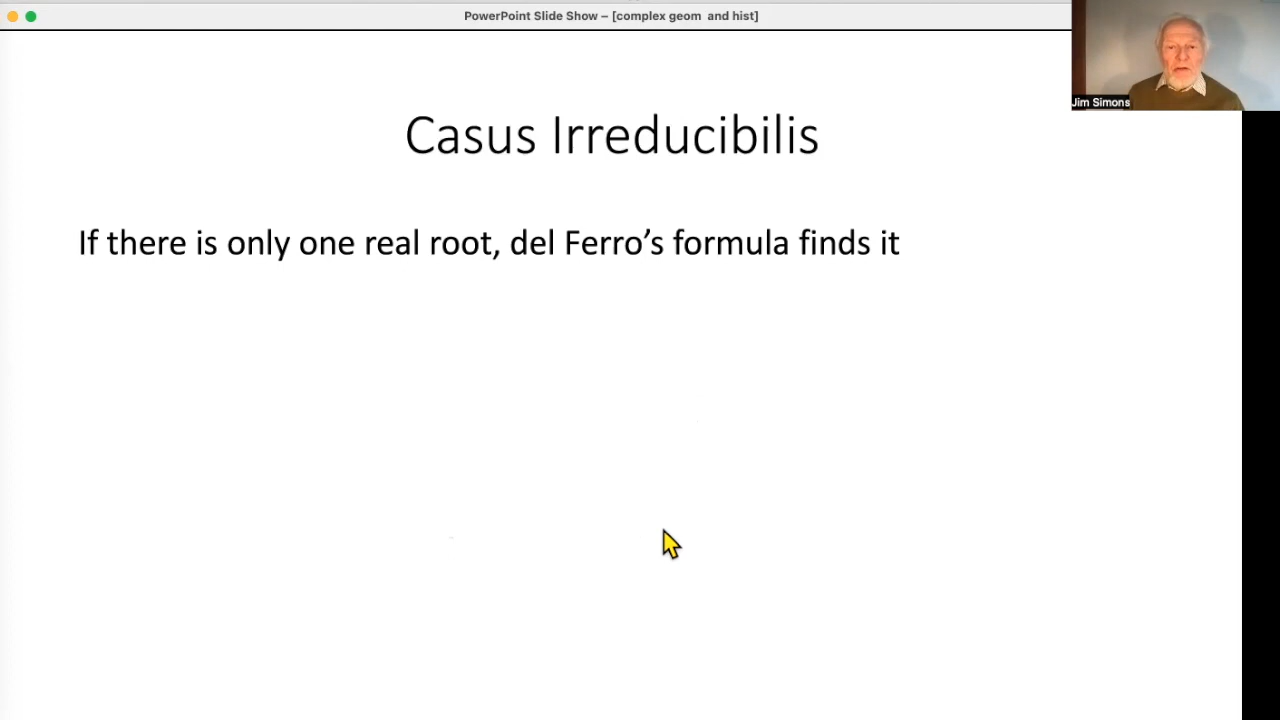 PowerPoint Slide Show – [complex geom  and hist]
Jim Simons
Casus Irreducibilis
If there is only one real root, del Ferro’s formula finds it